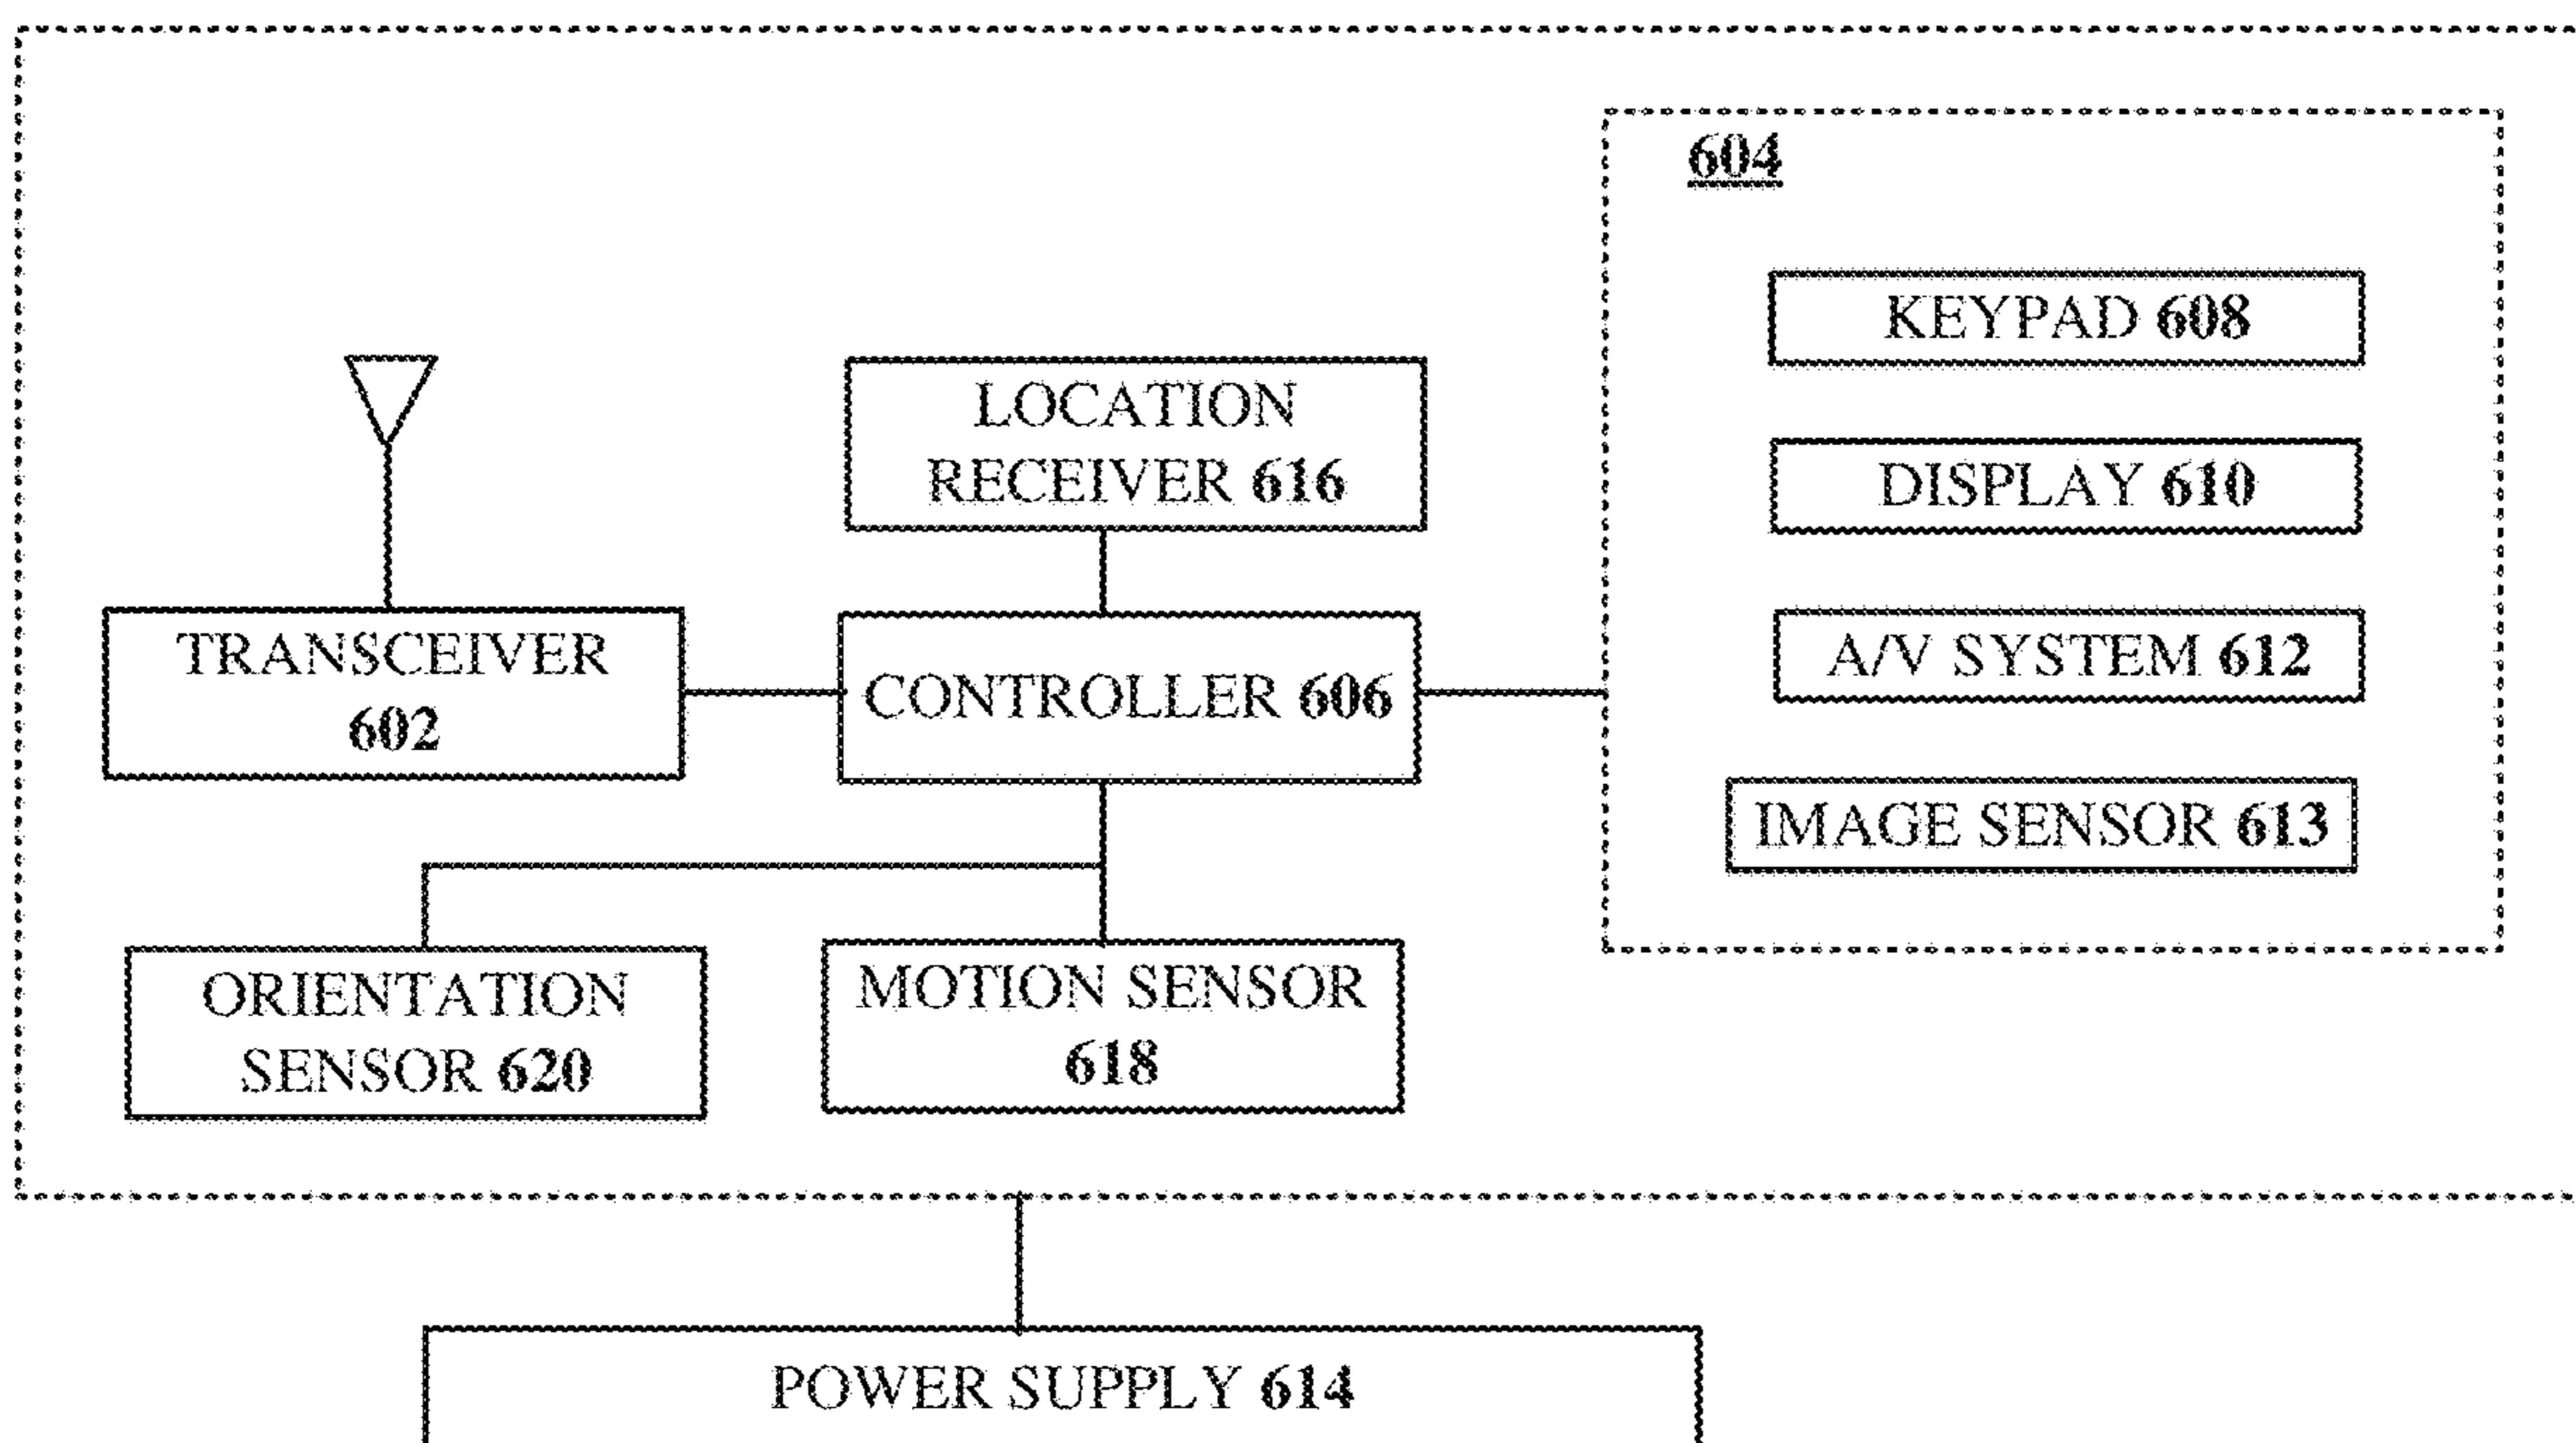 604
KEYPAD 608
LOCATION
RECEIVER 616
DISPLAY 610
TRANSCEIVER
602
CONTROLLER 606
A/V SYSTEM 612
IMAGE SENSOR 613
ORIENTATION
SENSOR 620
MOTION SENSOR
618
POWER SUPPLY 614